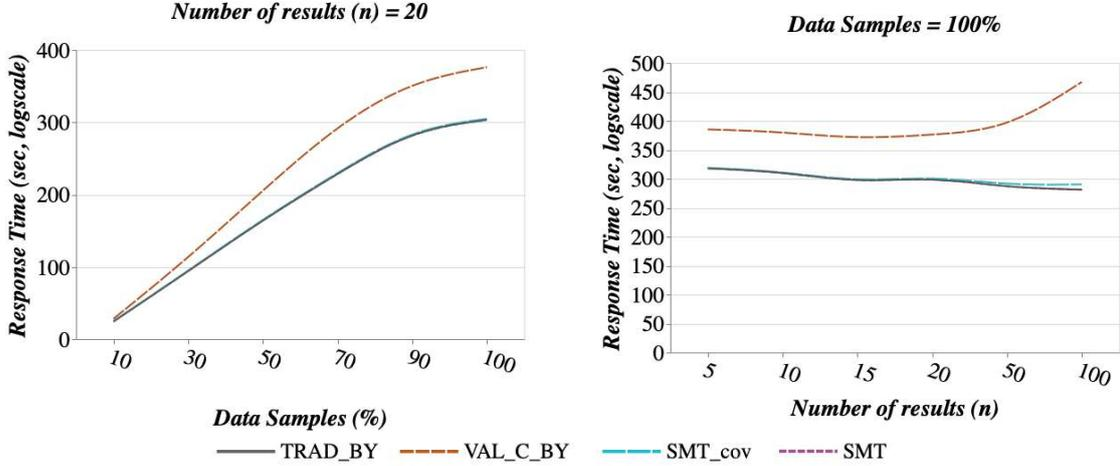 Number of results (n) = 20
Response Time (sec, logscale)
400
300
200
100
0
10 30 50 70 90 100
Data Samples (%)
Data Samples = 100%
Response Time (sec, logscale)
500
450
400
350
300
250
200
150
100
50
0
5 10 15 20 50 100
Number of results (n)
TRAD_BY VAL_C_BY SMT_cov SMT